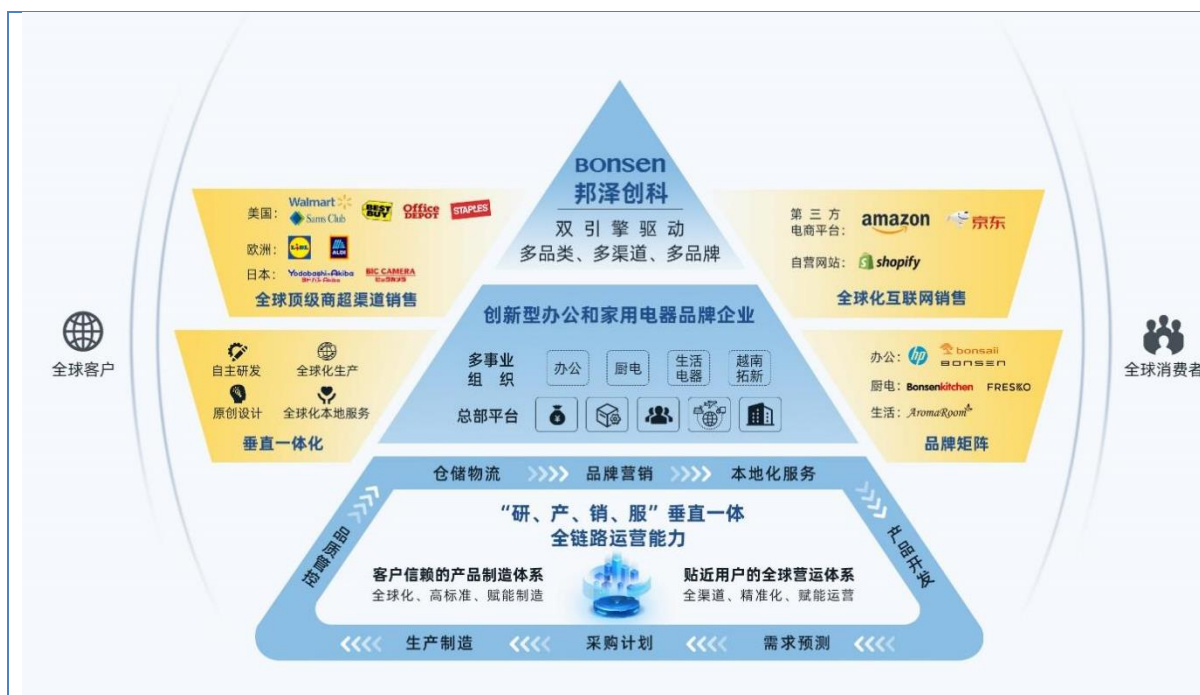 BONSEN
邦泽创科
双引擎驱动
多品类、多渠道、多品牌
美国：
Walmart
Sam's Club
BEST BUY
Office DEPOT
STAPLES
欧洲：
LIDL
ALDI
日本：
Yodobashi-Akiba
BIC CAMERA
ビックカメラ
全球顶级商超渠道销售
第三方
电商平台：
amazon
京东
自营网站：
shopify
全球化互联网销售
全球客户
自主研发
全球化生产
原创设计
全球化本地服务
垂直一体化
创新型办公和家用电器品牌企业
多事业
组织
办公
厨电
生活
电器
越南
拓新
总部平台
办公：
hp
bonsaii
BONSEN
厨电：
Bonsenkitchen
FRESKO
生活：
AromaRoom
品牌矩阵
全球消费者
仓储物流
品牌营销
本地化服务
品质管控
产品开发
“研、产、销、服”垂直一体
全链路运营能力
客户信赖的产品制造体系
全球化、高标准、赋能制造
贴近用户的全球营运体系
全渠道、精准化、赋能运营
生产制造
采购计划
需求预测